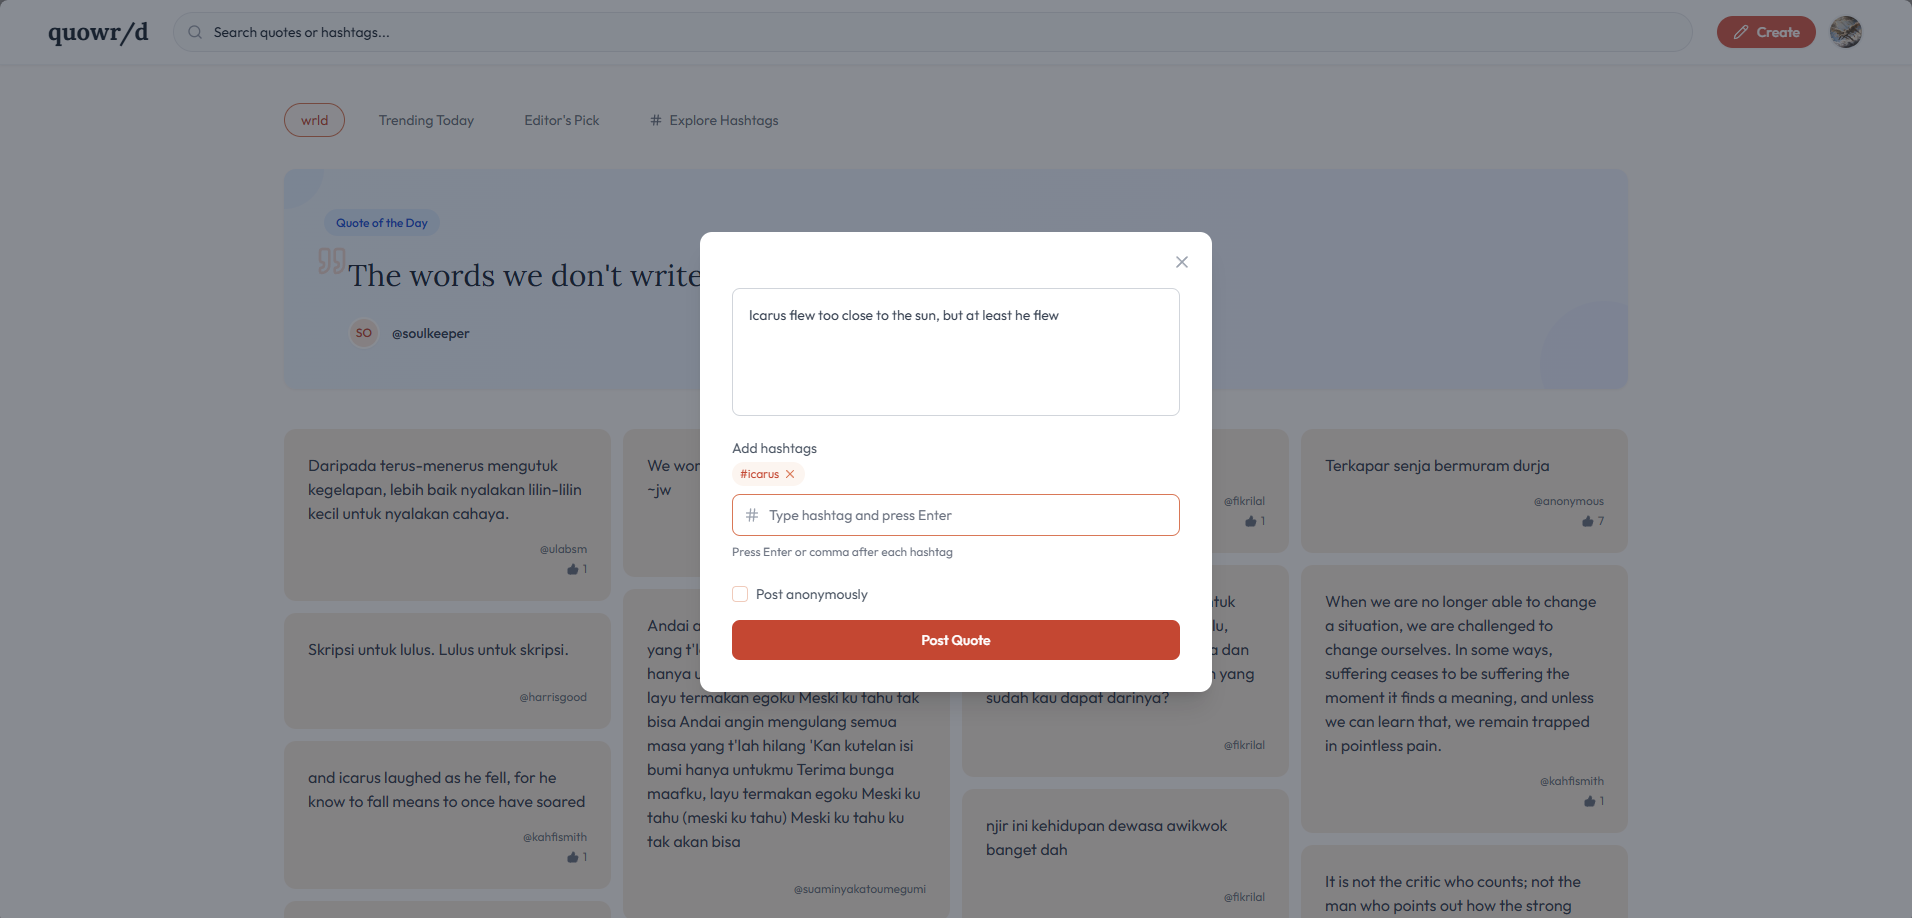 quowr/d
Search quotes or hashtags...
Create
wrld
Trending Today
Editor's Pick
# Explore Hashtags
Quote of the Day
The words we don't write
SO
@soulkeeper
Icarus flew too close to the sun, but at least he flew
Add hashtags
#icarus
# Type hashtag and press Enter
Press Enter or comma after each hashtag
Post anonymously
Post Quote
Daripada terus-menerus mengutuk
kegelapan, lebih baik nyalakan lilin-lilin
kecil untuk nyalakan cahaya.
@ulabsm
1
Skripsi untuk lulus. Lulus untuk skripsi.
@harrisgood
and icarus laughed as he fell, for he
know to fall means to once have soared
@kahfismith
1
We
~jw
Andai
yang
hanya
layu termakan egoku Meski ku tahu tak
bisa Andai angin mengulang semua
masa yang t'lah hilang 'Kan kutelan isi
bumi hanya untukmu Terima bunga
maafku, layu termakan egoku Meski ku
tahu (meski ku tahu) Meski ku tahu ku
tak akan bisa
@suaminyakatoumegumi
@fikrilal
1
dan
yang
sudah kau dapat darinya?
@fikrilal
njir ini kehidupan dewasa awikwok
banget dah
@fikrilal
Terkapar senja bermuram durja
@anonymous
7
When we are no longer able to change
a situation, we are challenged to
change ourselves. In some ways,
suffering ceases to be suffering the
moment it finds a meaning, and unless
we can learn that, we remain trapped
in pointless pain.
@kahfismith
1
It is not the critic who counts; not the
man who points out how the strong